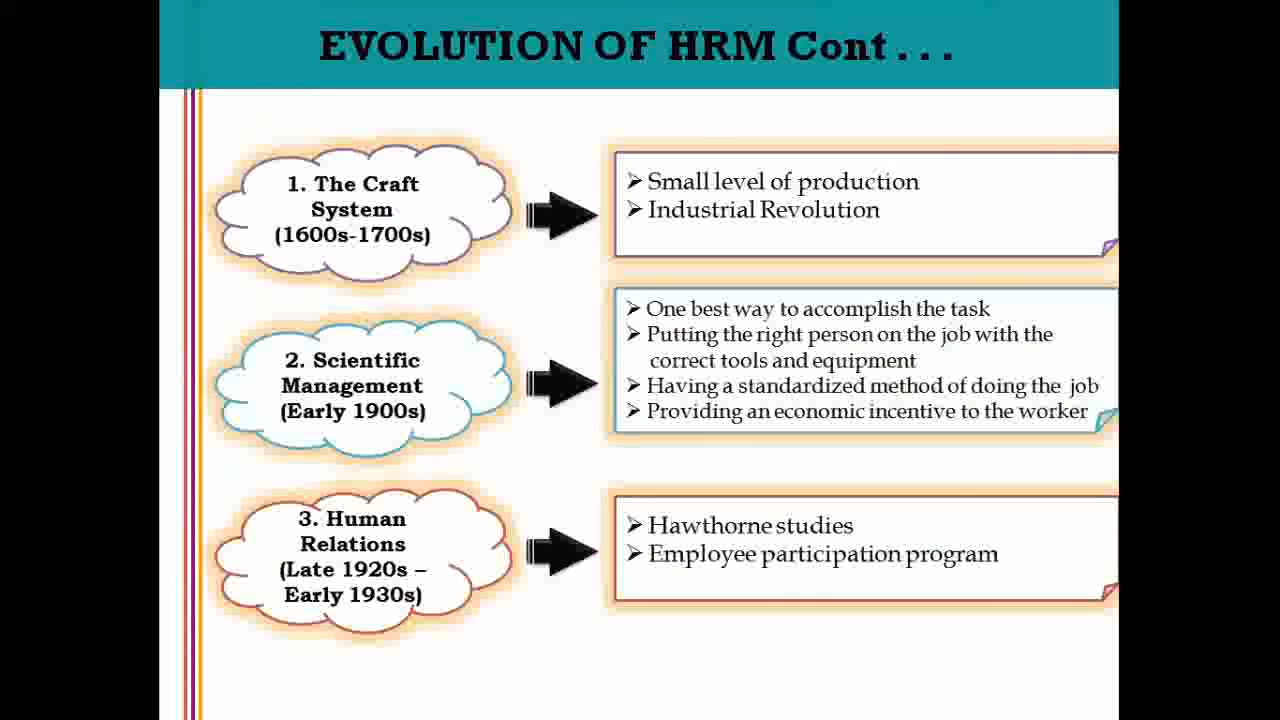 EVOLUTION OF HRM Cont . . .
1. The Craft
System
(1600s-1700s)
➢ Small level of production
➢ Industrial Revolution
2. Scientific
Management
(Early 1900s)
➢ One best way to accomplish the task
➢ Putting the right person on the job with the
correct tools and equipment
➢ Having a standardized method of doing the job
➢ Providing an economic incentive to the worker
3. Human
Relations
(Late 1920s –
Early 1930s)
➢ Hawthorne studies
➢ Employee participation program